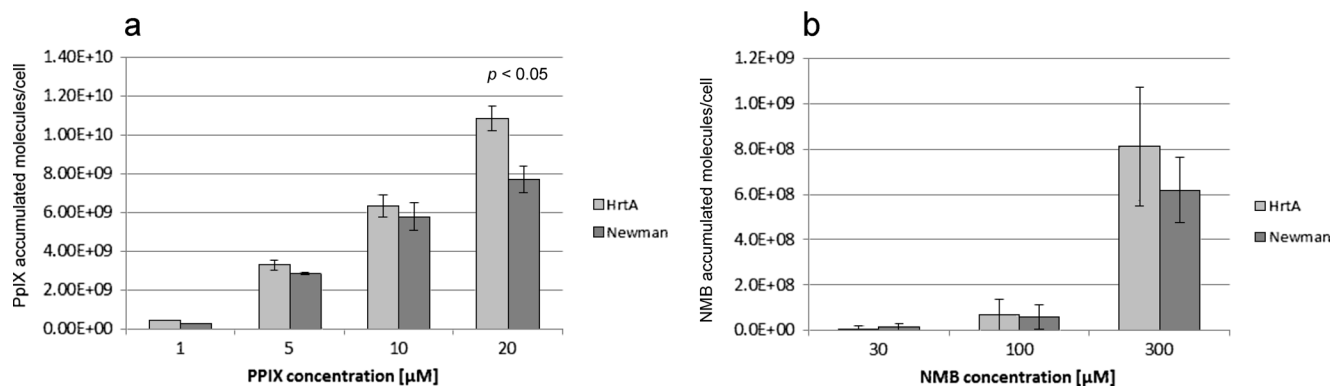 a
PpIX accumulated molecules/cell
1.40E+10
1.20E+10
1.00E+10
8.00E+09
6.00E+09
4.00E+09
2.00E+09
0.00E+00
p < 0.05
HrtA
Newman
1 5 10 20
PPIX concentration [µM]
b
NMB accumulated molecules/cell
1.2E+09
1.0E+09
8.0E+08
6.0E+08
4.0E+08
2.0E+08
0.0E+00
HrtA
Newman
30 100 300
NMB concentration [µM]